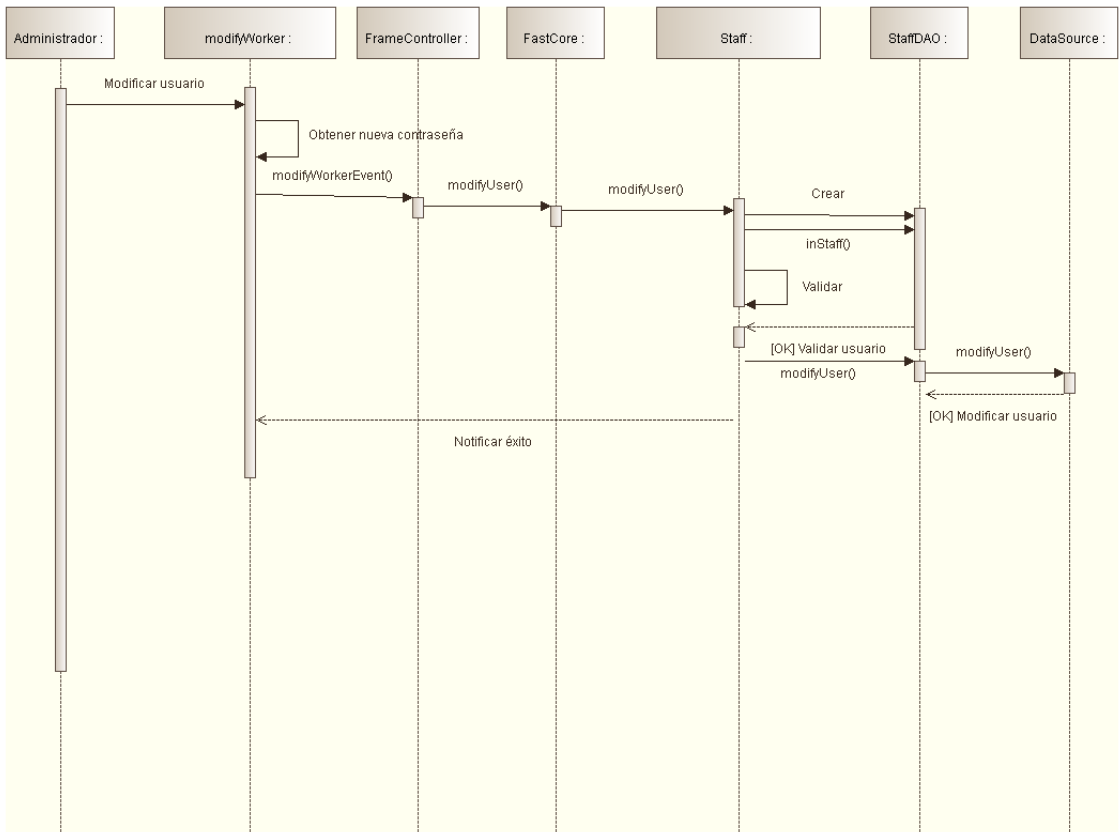 Administrador :
modifyWorker :
FrameController :
FastCore :
Staff :
StaffDAO :
DataSource :
Modificar usuario
Obtener nueva contraseña
modifyWorkerEvent()
modifyUser()
modifyUser()
Crear
inStaff()
Validar
[OK] Validar usuario
modifyUser()
modifyUser()
[OK] Modificar usuario
Notificar éxito